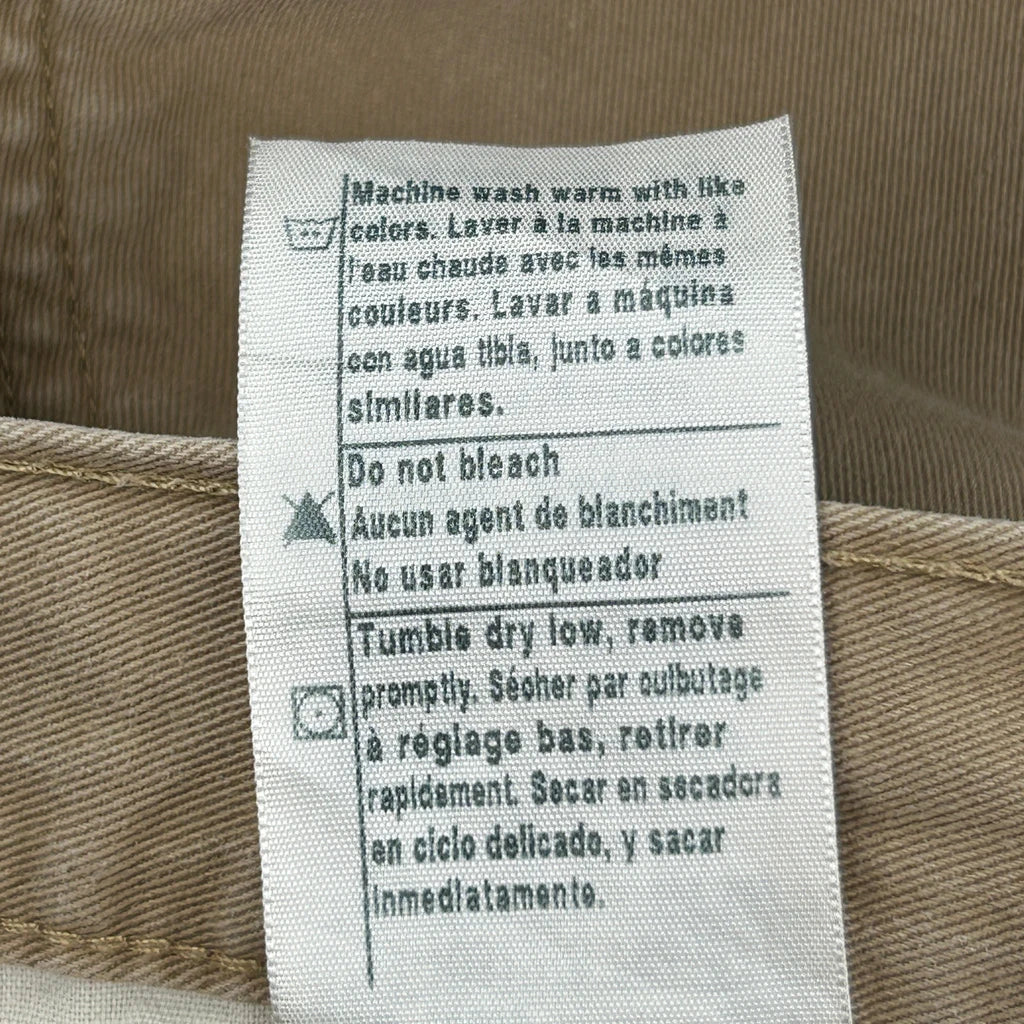 Machine wash warm with like
colors. Laver à la machine à
l'eau chaude avec les mêmes
couleurs. Lavar a máquina
con agua tibia, junto a colores
similares.
Do not bleach
Aucun agent de blanchiment
No usar blanqueador
Tumble dry low, remove
promptly. Sécher par culbutage
à réglage bas, retirer
rapidement. Secar en secadora
en ciclo delicado, y sacar
inmediatamente.